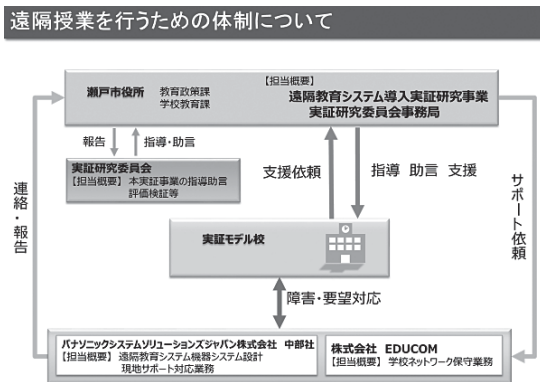 遠隔授業を行うための体制について
瀬戸市役所 教育政策課
学校教育課
【担当概要】
遠隔教育システム導入実証研究事業
実証研究委員会事務局
報告
指導・助言
実証研究委員会
【担当概要】 本実証事業の指導助言
評価検証等
支援依頼
指導 助言 支援
連絡・報告
サポート依頼
実証モデル校
障害・要望対応
パナソニックシステムソリューションズジャパン株式会社 中部社
【担当概要】 遠隔教育システム機器システム設計
現地サポート対応業務
株式会社 EDUCOM
【担当概要】 学校ネットワーク保守業務